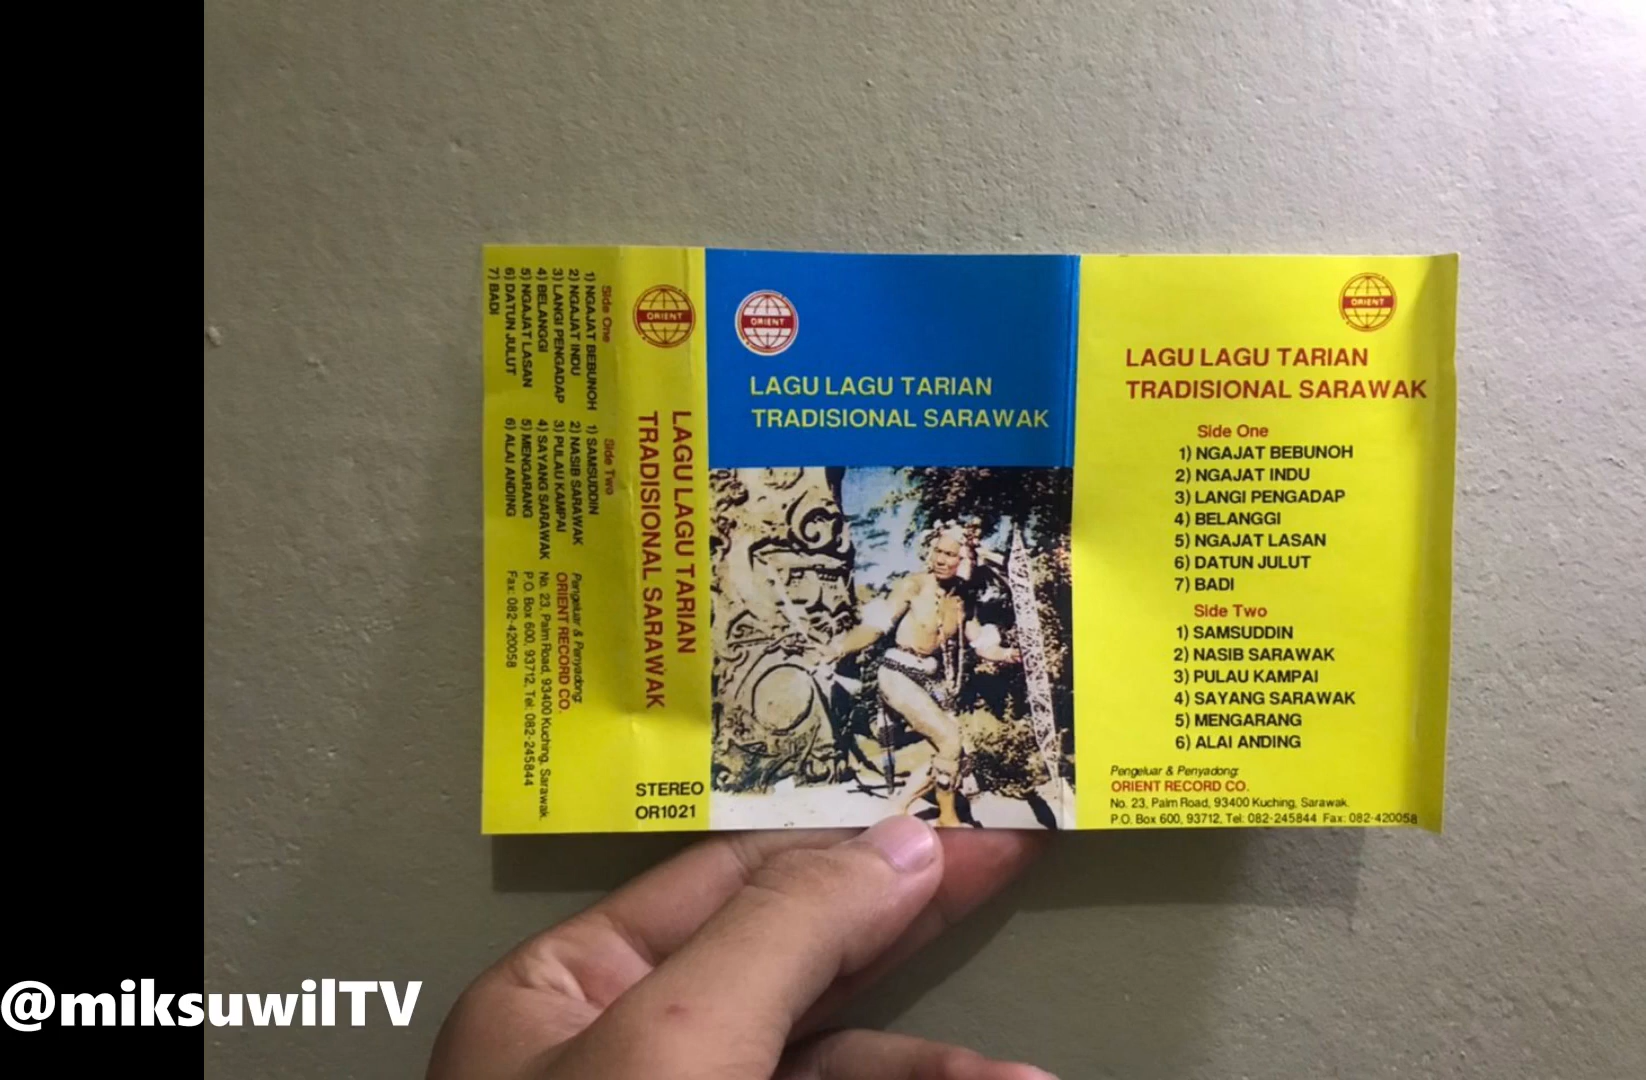 Side One
1) NGAJAT BEBUNOH
2) NGAJAT INDU
3) LANGI PENGADAP
4) BELANGGI
5) NGAJAT LASAN
6) DATUN JULUT
7) BADI
Side Two
1) SAMSUDDIN
2) NASIB SARAWAK
3) PULAU KAMPAI
4) SAYANG SARAWAK
5) MENGARANG
6) ALAI ANDING
Pengeluar & Penyadong:
ORIENT RECORD CO.
No. 23, Palm Road, 93400 Kuching, Sarawak.
P.O. Box 600, 93712, Tel: 082-245844
Fax: 082-420058
ORIENT
LAGU LAGU TARIAN
TRADISIONAL SARAWAK
STEREO
OR1021
ORIENT
LAGU LAGU TARIAN
TRADISIONAL SARAWAK
ORIENT
LAGU LAGU TARIAN
TRADISIONAL SARAWAK
Side One
1) NGAJAT BEBUNOH
2) NGAJAT INDU
3) LANGI PENGADAP
4) BELANGGI
5) NGAJAT LASAN
6) DATUN JULUT
7) BADI
Side Two
1) SAMSUDDIN
2) NASIB SARAWAK
3) PULAU KAMPAI
4) SAYANG SARAWAK
5) MENGARANG
6) ALAI ANDING
Pengeluar & Penyadong:
ORIENT RECORD CO.
No. 23, Palm Road, 93400 Kuching, Sarawak.
P.O. Box 600, 93712, Tel: 082-245844 Fax: 082-420058
@miksuwilTV